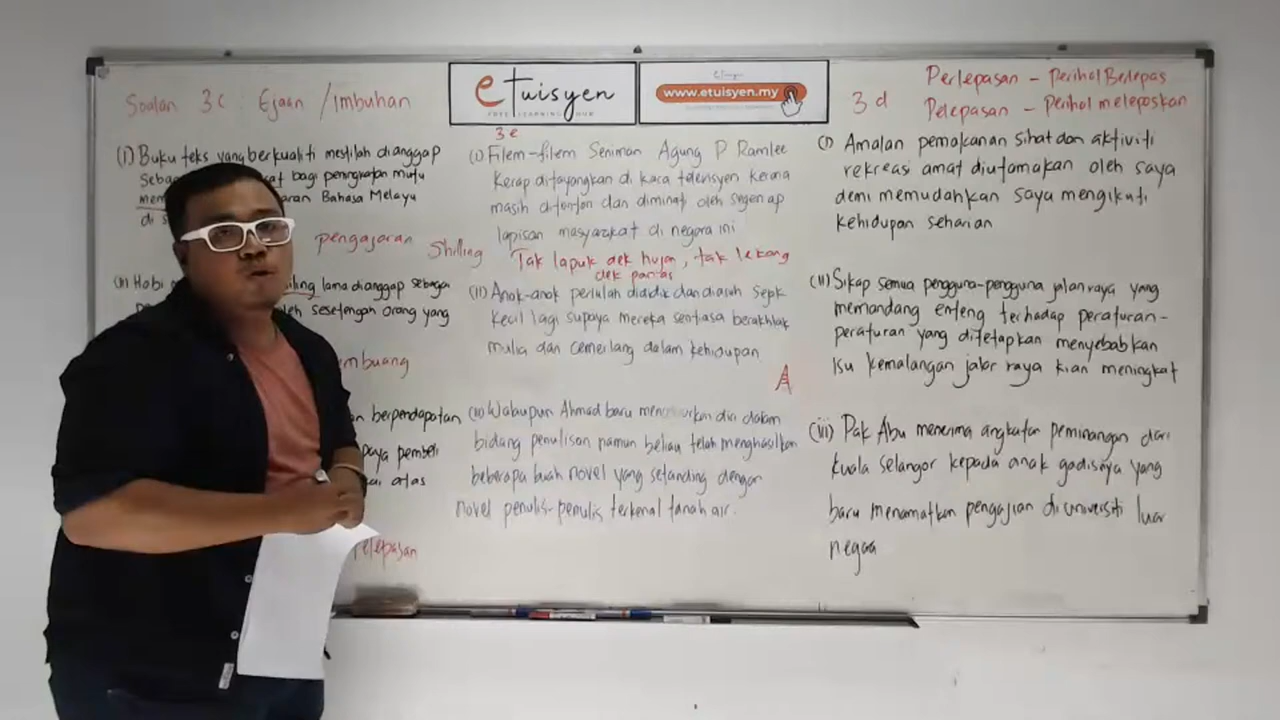 Soalan 3c : Ejaan / Imbuhan
(i) Buku teks yang berkualiti mestilah dianggap
bagi peningkatan mutu
Bahasa Melayu
pengajaran
Shilling
(ii) Hobi
lama dianggap sebagai
sesetengah orang yang
mbuang
berpendapatan
pembeli
atas
Pelepasan
eTuisyen
FREE LEARNING HUB
eTuisyen
www.etuisyen.my
3e
(i) Filem-filem Seniman Agung P Ramlee
kerap ditayangkan di kaca televisyen kerana
masih ditonton dan diminati oleh segenap
lapisan masyarakat di negara ini
Tak lapuk dek hujan, tak lekang
dek panas
(ii) Anak-anak perlulah dididik dan diasuh sejak
kecil lagi supaya mereka sentiasa berakhlak
mulia dan cemerlang dalam kehidupan
A
(iii) Walaupun Ahmad baru menceburkan diri dalam
bidang penulisan namun beliau telah menghasilkan
beberapa buah novel yang setanding dengan
novel penulis-penulis terkenal tanah air.
3d
Perlepasan - perihal Berlepas
Pelepasan - perihal melepaskan
(i) Amalan pemakanan sihat dan aktiviti
rekreasi amat diutamakan oleh saya
demi memudahkan saya mengikuti
kehidupan seharian
(ii) Sikap semua pengguna-pengguna jalan raya yang
memandang enteng terhadap peraturan-
peraturan yang ditetapkan menyebabkan
isu kemalangan jalan raya kian meningkat
(iii) Pak Abu menerima angkatan peminangan dari
kuala selangor kepada anak gadisnya yang
baru menamatkan pengajian di universiti luar
negara